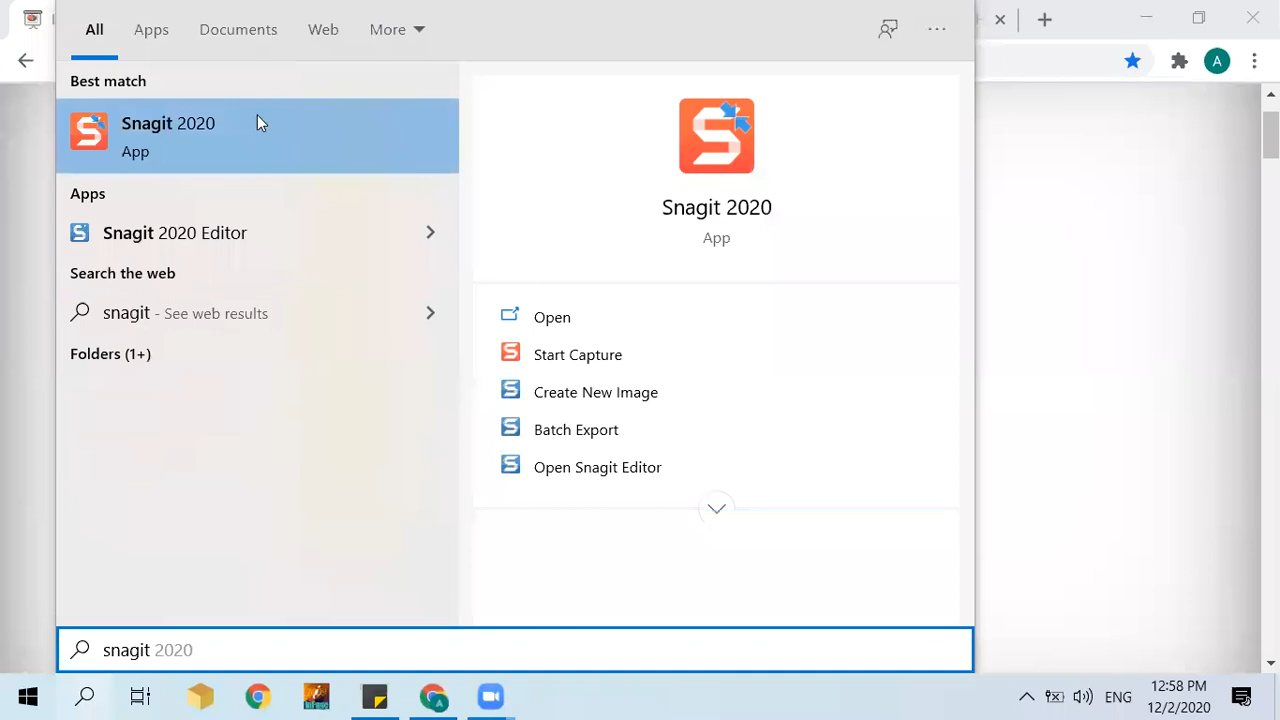 All Apps Documents Web More
Best match
Snagit 2020
App
Apps
Snagit 2020 Editor
Search the web
snagit - See web results
Folders (1+)
Snagit 2020
App
Open
Start Capture
Create New Image
Batch Export
Open Snagit Editor
snagit 2020
A
ENG
12:58 PM
12/2/2020